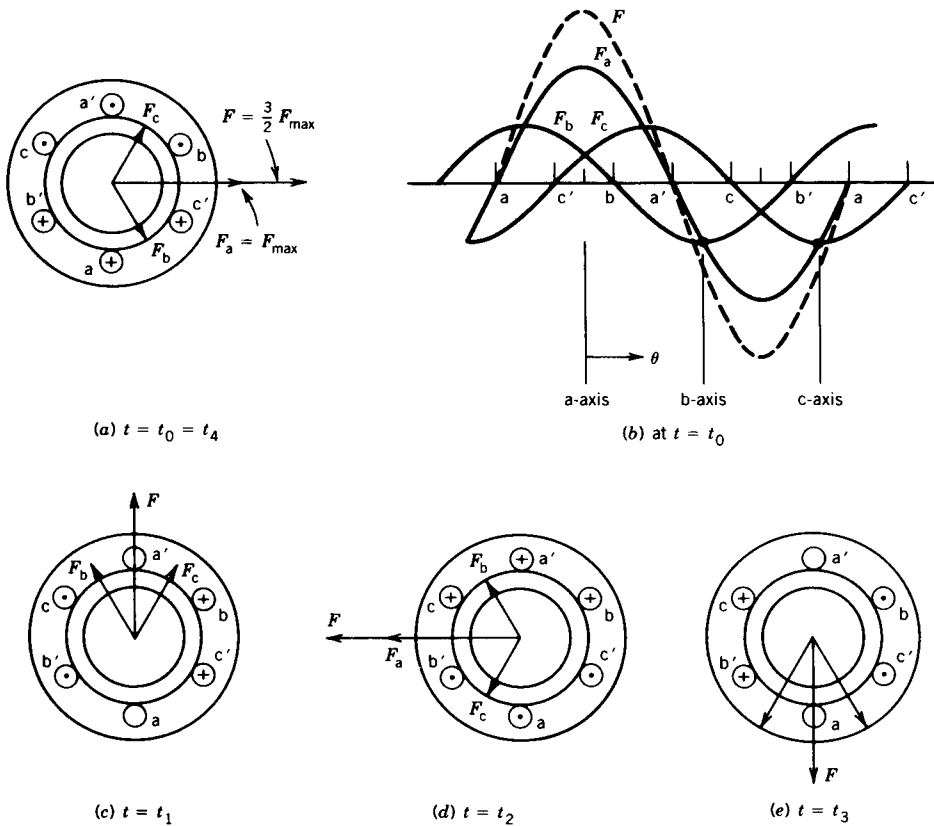 a′
F_c
c
b
b′
c′
F_b
a
F = 3/2 F_max
F_a = F_max
(a) t = t_0 = t_4
F
F_a
F_b F_c
a c′ b a′ c b′ a c′
θ
a-axis b-axis c-axis
(b) at t = t_0
F
a′
F_b F_c
c
b
b′
c′
a
(c) t = t_1
a′
F_b
c
b
F
F_a
b′
c′
F_c
a
(d) t = t_2
a′
c
b
b′
c′
a
F
(e) t = t_3